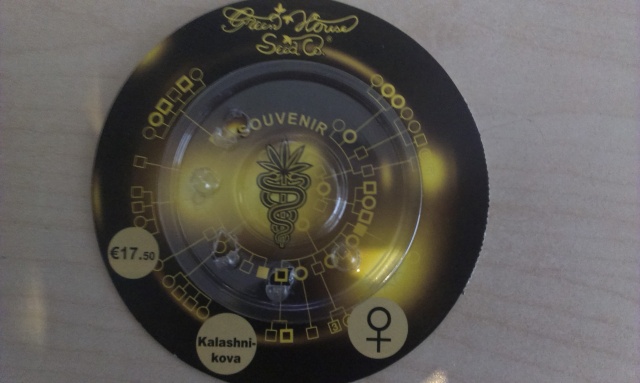 Green House
Seed Co.®
SOUVENIR
€17.50
Kalashni-
kova